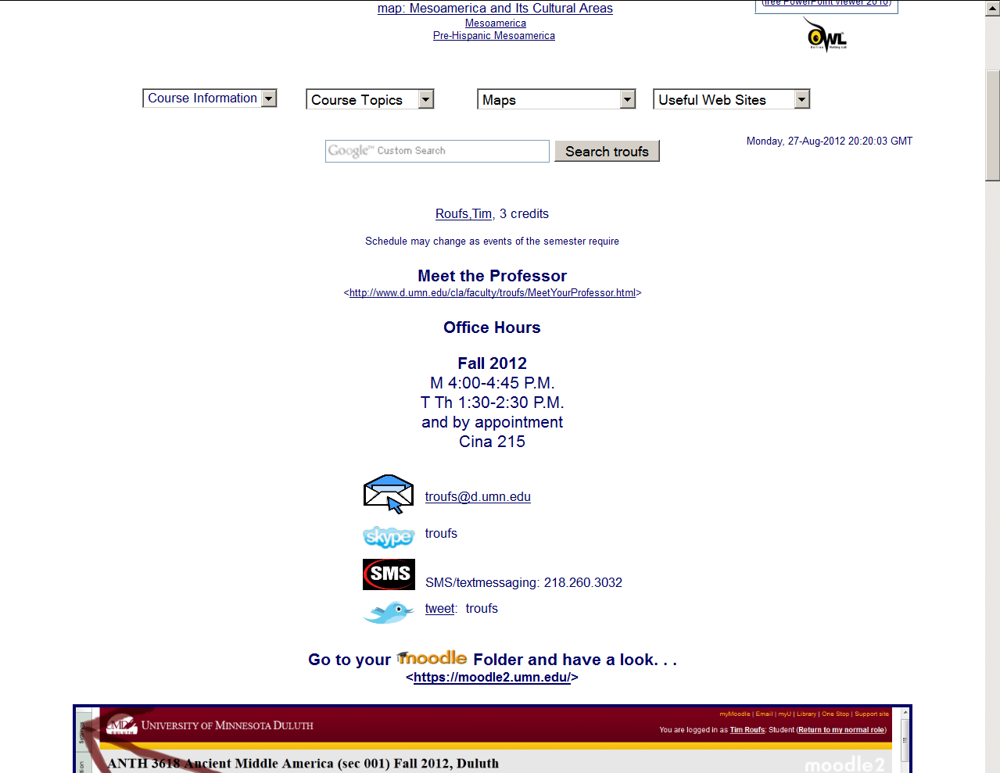 map: Mesoamerica and Its Cultural Areas
(free PowerPoint Viewer 2010)
Mesoamerica
Pre-Hispanic Mesoamerica
OWL
Online Writing Lab
Course Information
Course Topics
Maps
Useful Web Sites
Google™ Custom Search
Search troufs
Monday, 27-Aug-2012 20:20:03 GMT
Roufs,Tim, 3 credits
Schedule may change as events of the semester require
Meet the Professor
<http://www.d.umn.edu/cla/faculty/troufs/MeetYourProfessor.html>
Office Hours
Fall 2012
M 4:00-4:45 P.M.
T Th 1:30-2:30 P.M.
and by appointment
Cina 215
troufs@d.umn.edu
skype troufs
SMS SMS/textmessaging: 218.260.3032
tweet: troufs
Go to your moodle Folder and have a look. . .
<https://moodle2.umn.edu/>
myMoodle | Email | myU | Library | One Stop | Support site
UNIVERSITY OF MINNESOTA DULUTH
You are logged in as Tim Roufs: Student (Return to my normal role)
Settings
ANTH 3618 Ancient Middle America (sec 001) Fall 2012, Duluth
moodle2